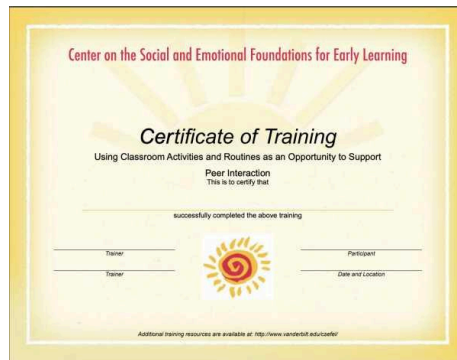 Center on the Social and Emotional Foundations for Early Learning
Certificate of Training
Using Classroom Activities and Routines as an Opportunity to Support
Peer Interaction
This is to certify that
successfully completed the above training
Trainer
Participant
Trainer
Date and Location
Additional training resources are available at: http://www.vanderbilt.edu/csefel/